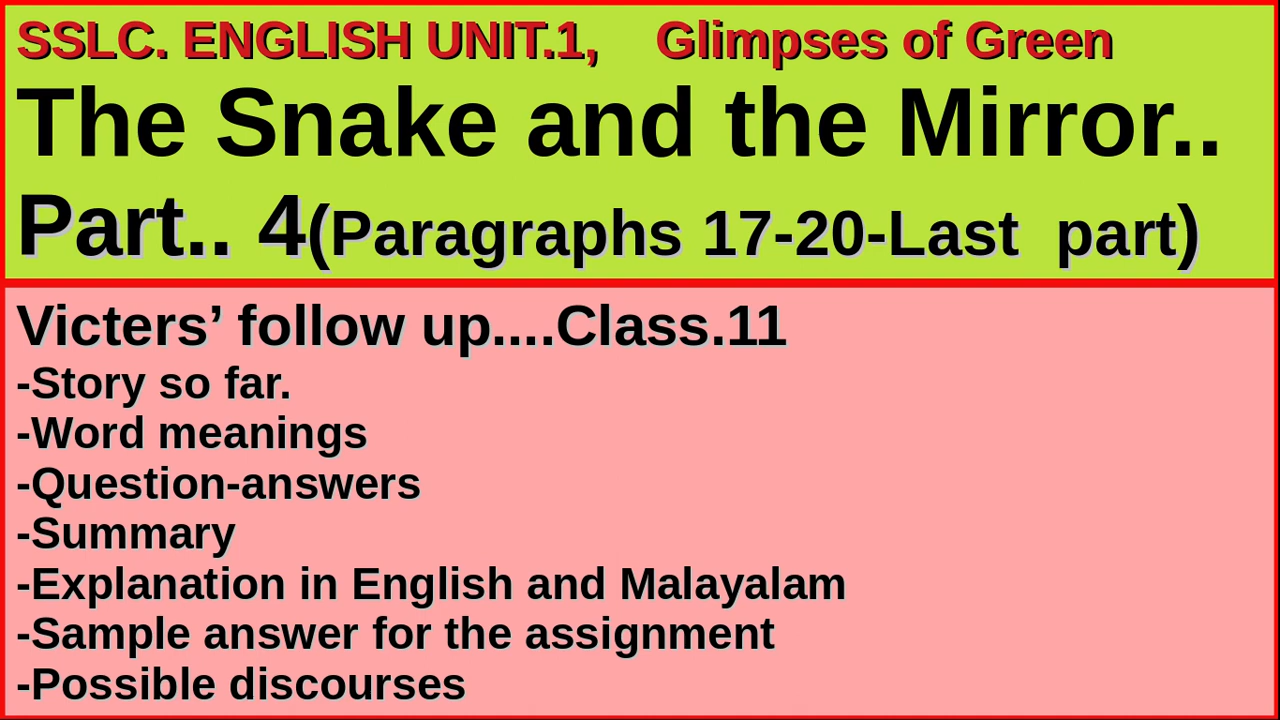 SSLC. ENGLISH UNIT.1, Glimpses of Green
The Snake and the Mirror..
Part.. 4(Paragraphs 17-20-Last part)
Victers’ follow up....Class.11
-Story so far.
-Word meanings
-Question-answers
-Summary
-Explanation in English and Malayalam
-Sample answer for the assignment
-Possible discourses